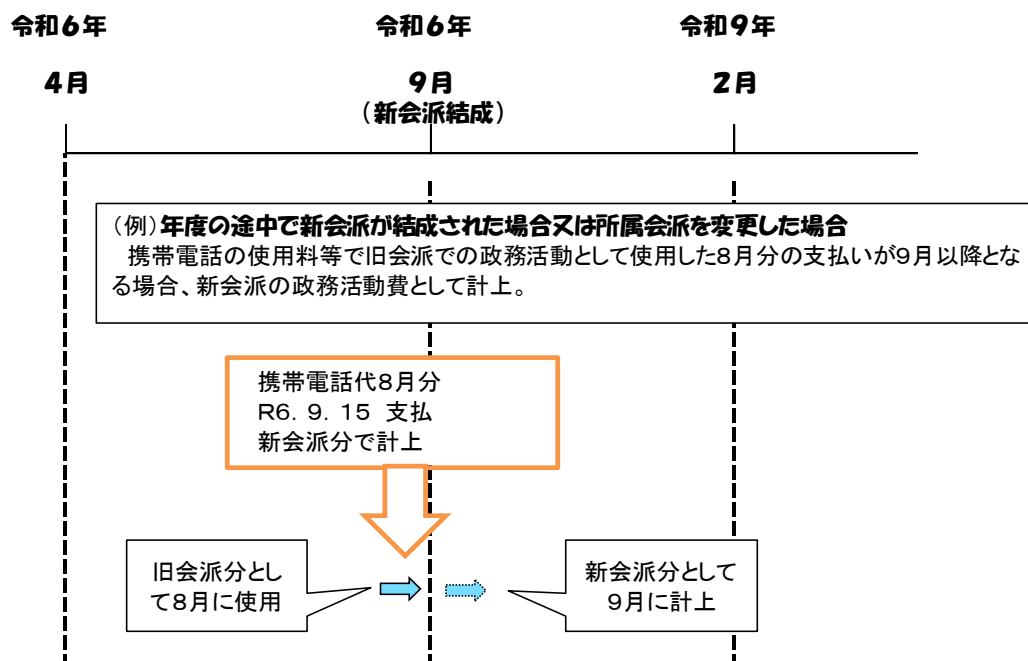 令和６年
令和６年
令和９年
４月
９月
２月
（新会派結成）
（例）年度の途中で新会派が結成された場合又は所属会派を変更した場合
携帯電話の使用料等で旧会派での政務活動として使用した８月分の支払いが９月以降とな
る場合、新会派の政務活動費として計上。
携帯電話代８月分
R６．９．１５ 支払
新会派分で計上
旧会派分とし
て８月に使用
新会派分として
９月に計上